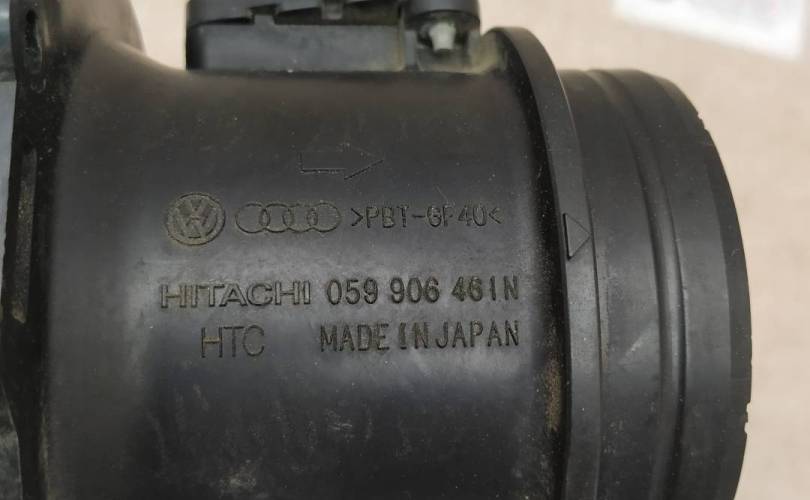 >PBT-GF40<
HITACHI 059 906 461N
HTC MADE IN JAPAN